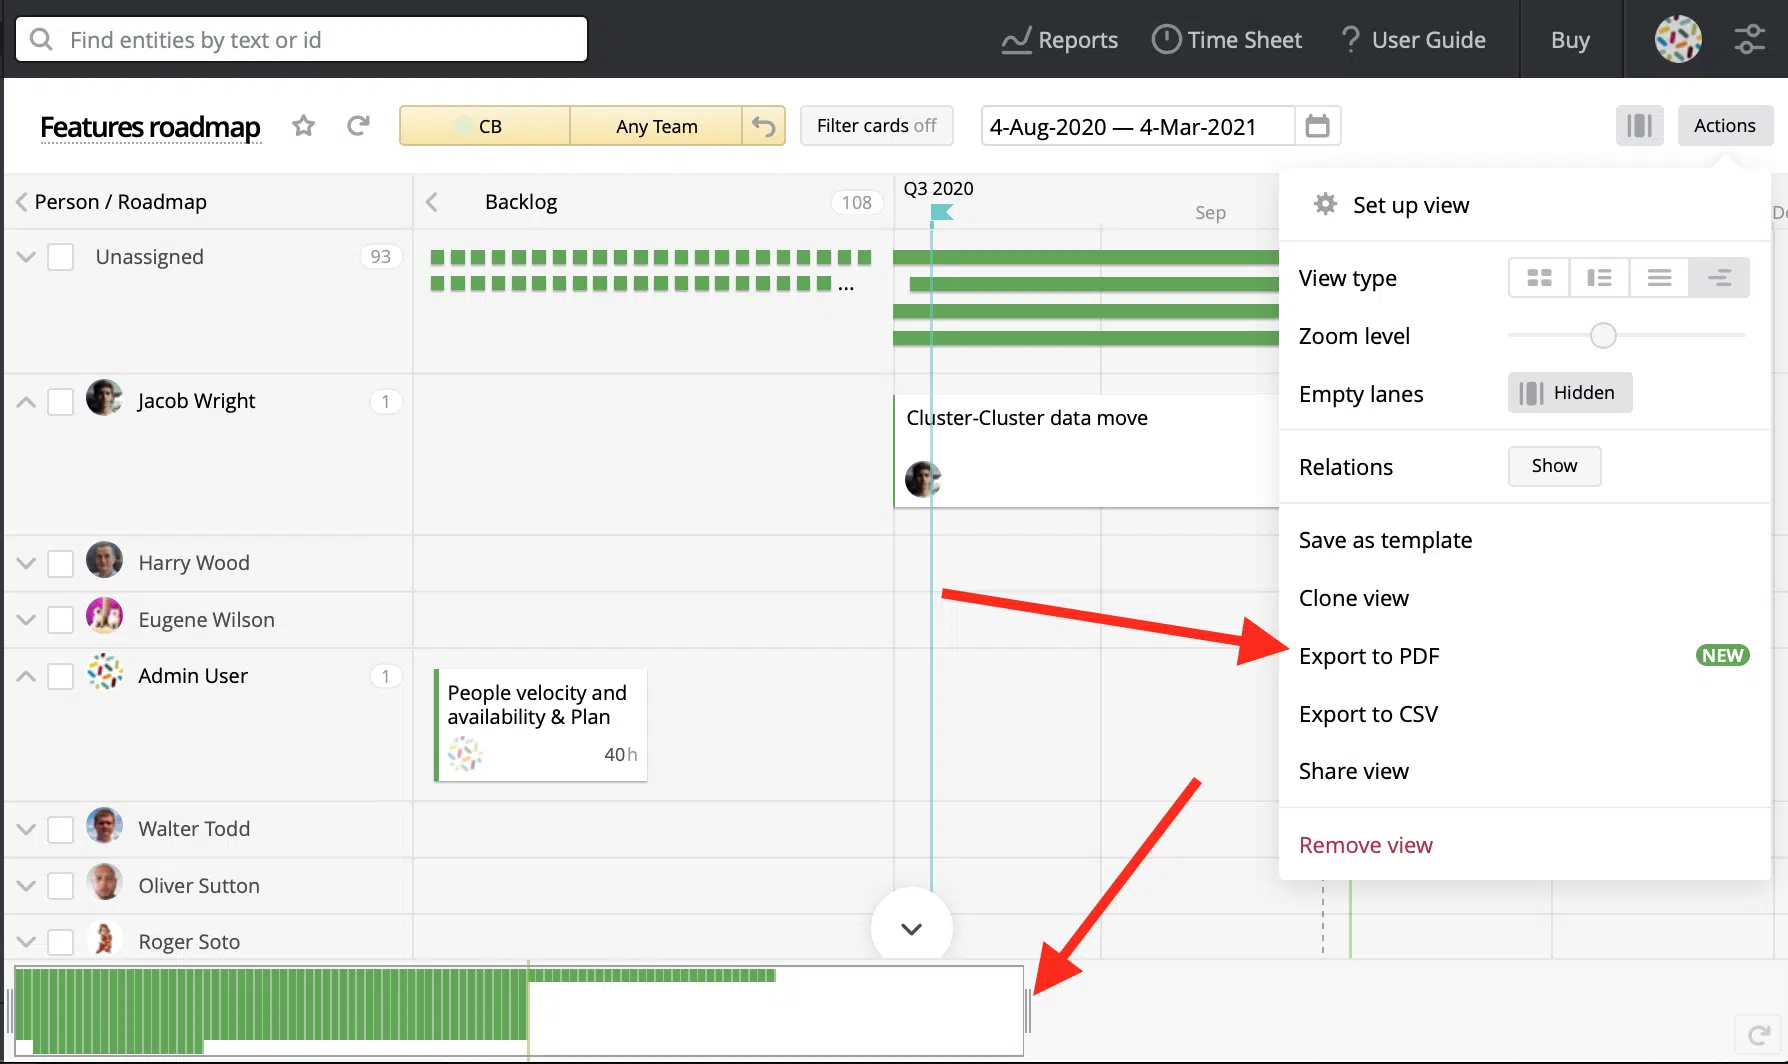 Find entities by text or id
Reports
Time Sheet
? User Guide
Buy
Features roadmap
CB
Any Team
Filter cards off
4-Aug-2020 — 4-Mar-2021
Actions
Person / Roadmap
Backlog
108
Q3 2020
Sep
Set up view
Unassigned
93
...
View type
Zoom level
Empty lanes
Hidden
Jacob Wright
1
Cluster-Cluster data move
Relations
Show
Save as template
Harry Wood
Clone view
Eugene Wilson
Export to PDF
NEW
Admin User
1
People velocity and
availability & Plan
40h
Export to CSV
Share view
Walter Todd
Remove view
Oliver Sutton
Roger Soto